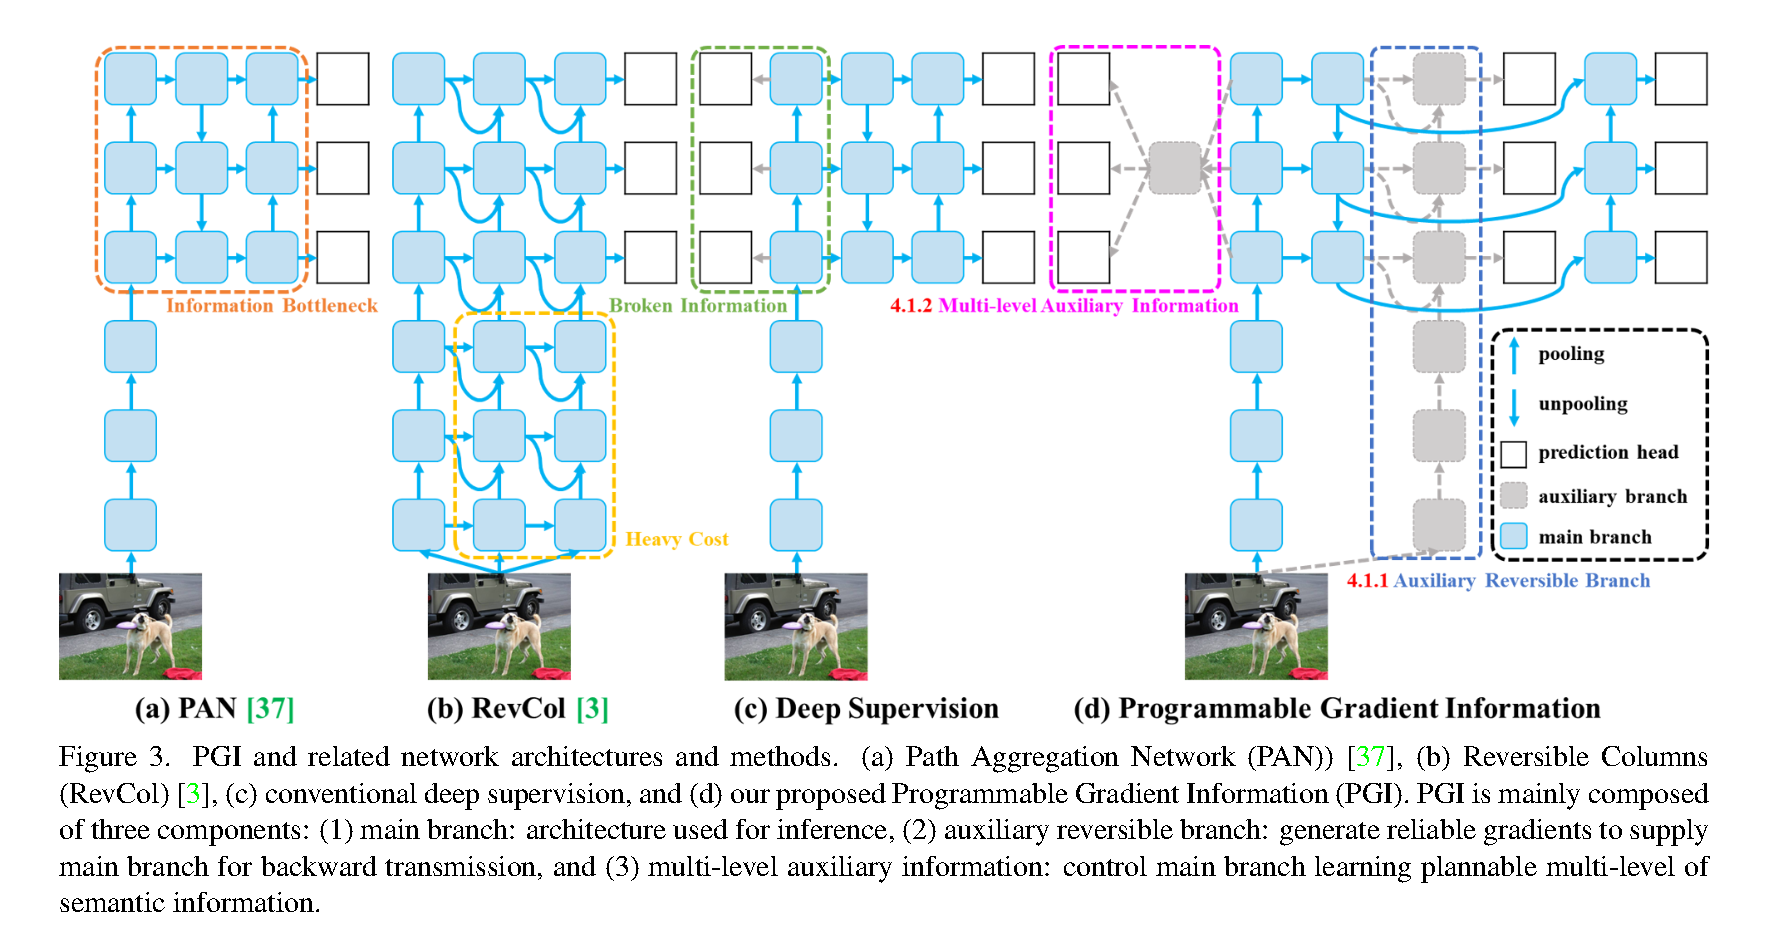 Information Bottleneck
Broken Information
4.1.2 Multi-level Auxiliary Information
Heavy Cost
pooling
unpooling
prediction head
auxiliary branch
main branch
4.1.1 Auxiliary Reversible Branch
(a) PAN [37]
(b) RevCol [3]
(c) Deep Supervision
(d) Programmable Gradient Information
Figure 3. PGI and related network architectures and methods. (a) Path Aggregation Network (PAN)) [37], (b) Reversible Columns
(RevCol) [3], (c) conventional deep supervision, and (d) our proposed Programmable Gradient Information (PGI). PGI is mainly composed
of three components: (1) main branch: architecture used for inference, (2) auxiliary reversible branch: generate reliable gradients to supply
main branch for backward transmission, and (3) multi-level auxiliary information: control main branch learning plannable multi-level of
semantic information.